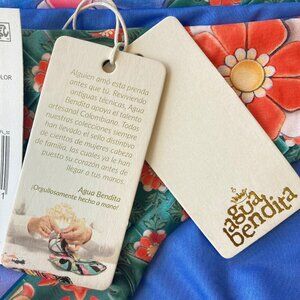 Alguien amó esta prenda
antes que tú. Reviviendo
antiguas técnicas, Agua
Bendita apoya el talento
artesanal Colombiano. Todas
nuestras colecciones siempre
han llevado el sello distintivo
de cientos de mujeres cabeza
de familia, las cuales ya le han
puesto su corazón antes de
llegar a tus manos.
Agua Bendita
¡Orgullosamente hecho a mano!
agua
bendita